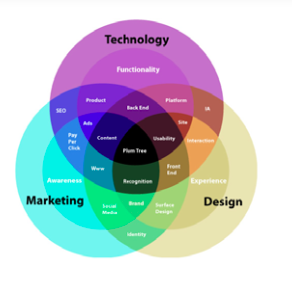 Technology
Functionality
Product
Platform
SEO
Back End
IA
Ads
Site
Pay
Per
Click
Content
Usability
Interaction
Plum Tree
Wave
Front
End
Awareness
Recognition
Experience
Marketing
Design
Social
Media
Brand
Surface
Design
Identity